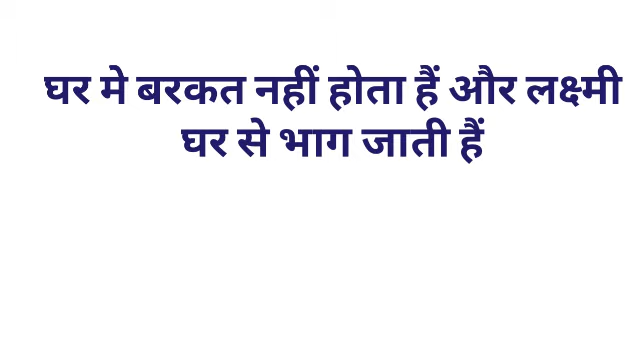 घर मे बरकत नहीं होता हैं और लक्ष्मी
घर से भाग जाती हैं